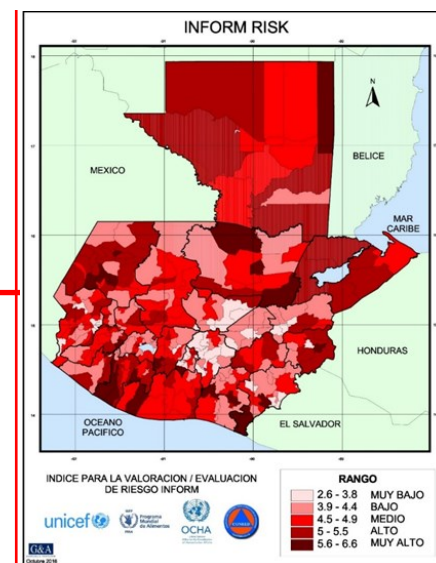 INFORM RISK
N
MEXICO
BELICE
MAR
CARIBE
HONDURAS
OCEANO
PACIFICO
EL SALVADOR
INDICE PARA LA VALORACION / EVALUACION
DE RIESGO INFORM
RANGO
2.6 - 3.8 MUY BAJO
3.9 - 4.4 BAJO
4.5 - 4.9 MEDIO
5 - 5.5 ALTO
5.6 - 6.6 MUY ALTO
unicef
Programa
Mundial
de Alimentos
OCHA
G&A
Octubre 2016